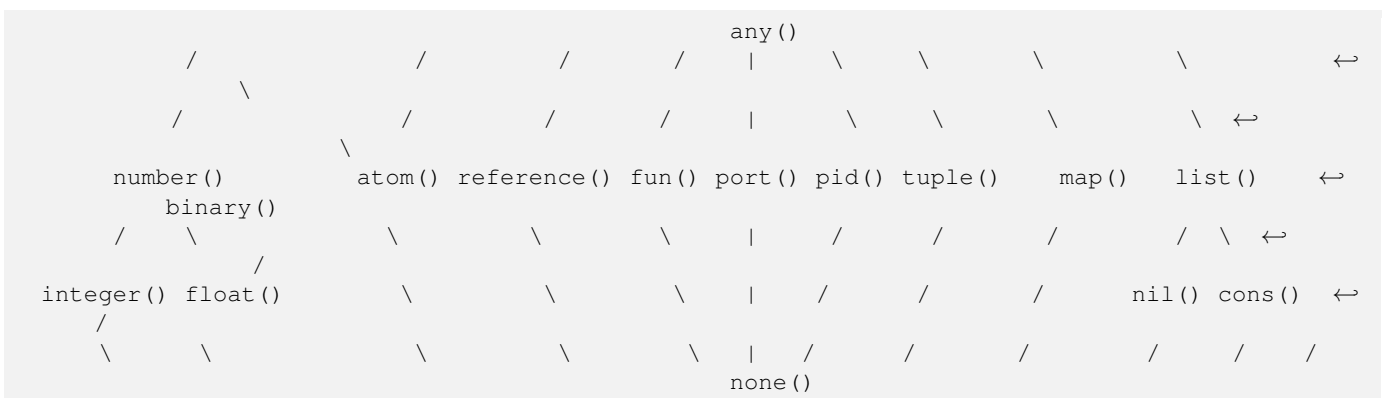 any()
/ / / / | \ \ \ \ ↩
\
/ / / / | \ \ \ \ ↩
\
number() atom() reference() fun() port() pid() tuple() map() list() ↩
binary()
/ \ \ \ \ | / / / / \ ↩
/
integer() float() \ \ \ | / / / nil() cons() ↩
/
\ \ \ \ \ | / / / / / /
none()